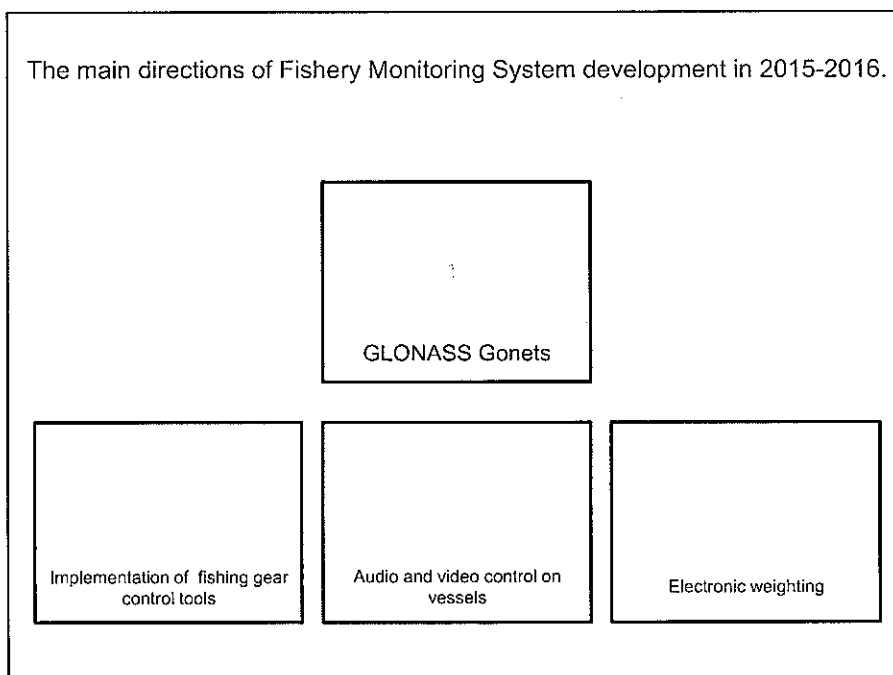 The main directions of Fishery Monitoring System development in 2015-2016.
GLONASS Gonets
Implementation of fishing gear
control tools
Audio and video control on
vessels
Electronic weighting